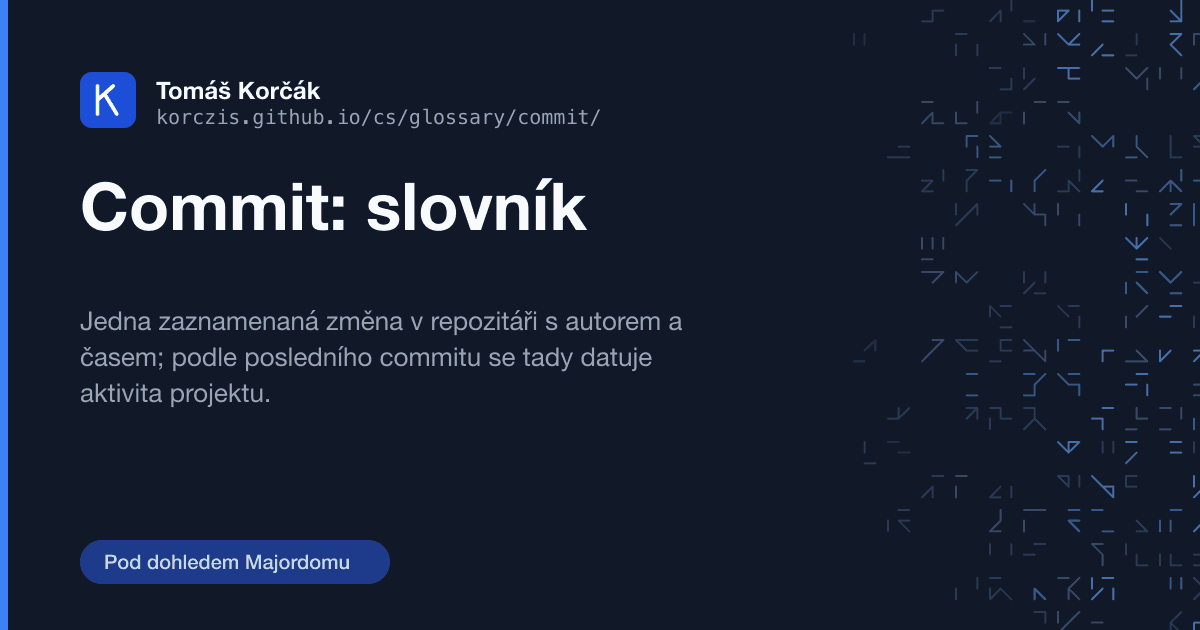 K
Tomáš Korčák
korczis.github.io/cs/glossary/commit/
Commit: slovník
Jedna zaznamenaná změna v repozitáři s autorem a
časem; podle posledního commitu se tady datuje
aktivita projektu.
Pod dohledem Majordomu